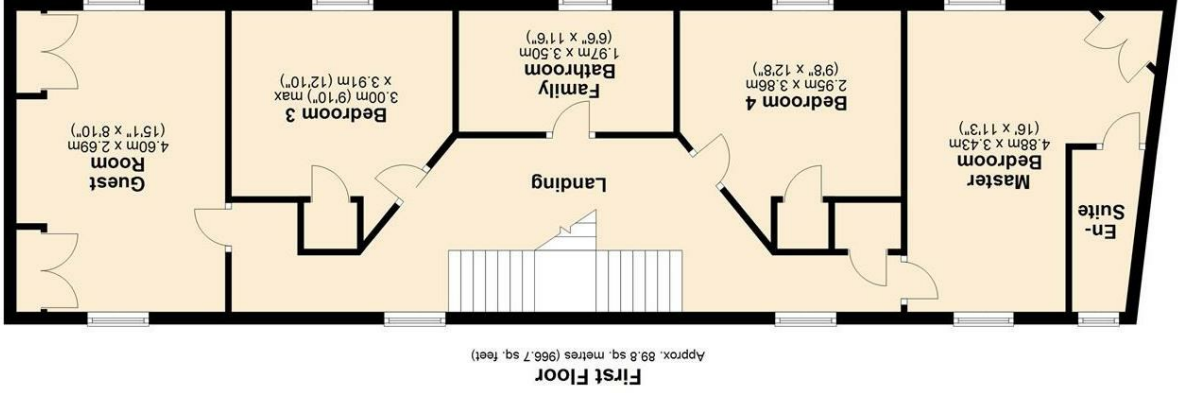 First Floor
Approx. 89.8 sq. metres (966.7 sq. feet)
En-
Suite
Master
Bedroom
4.88m x 3.43m
(16' x 11'3")
Bedroom 4
2.95m x 3.86m
(9'8" x 12'8")
Landing
Family
Bathroom
1.97m x 3.50m
(6'6" x 11'6")
Bedroom 3
3.00m (9'10") max
x 3.91m (12'10")
Guest
Room
4.60m x 2.69m
(15'1" x 8'10")